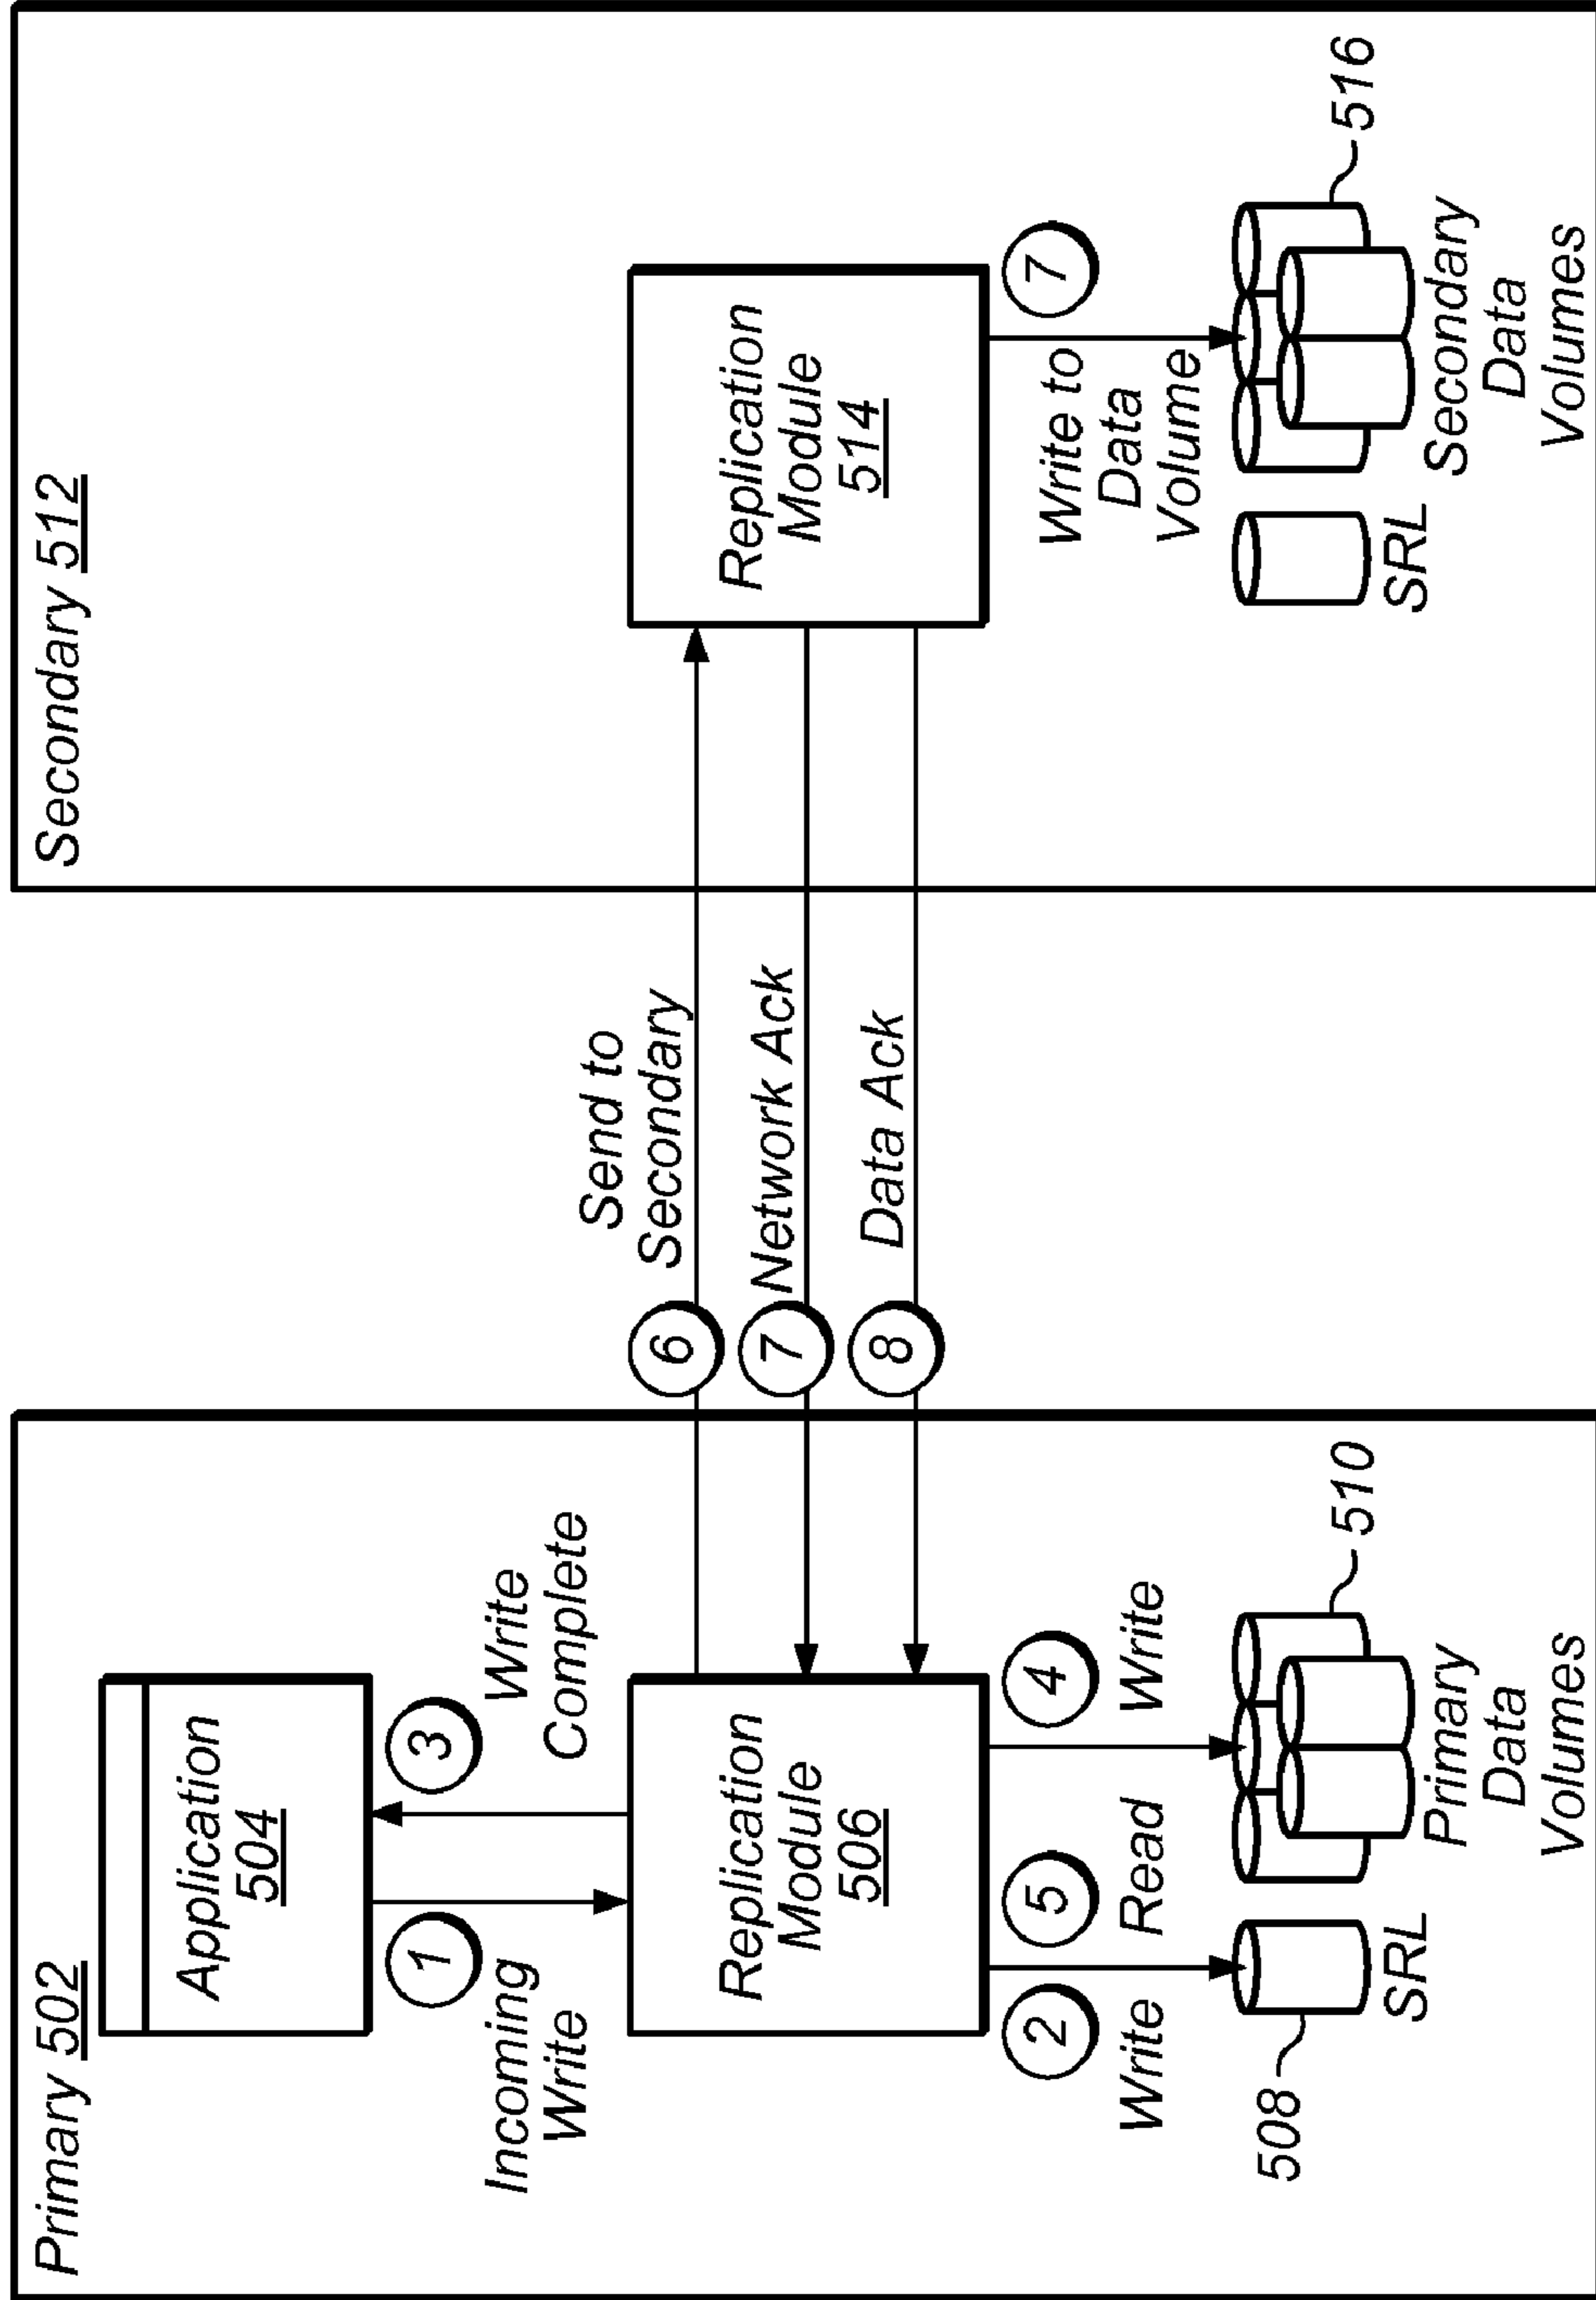 Primary 502
Application
504
1
Incoming
Write
3
Write
Complete
Replication
Module
506
2
Write
5
Read
4
Write
508
SRL
510
Primary
Data
Volumes
6
Send to
Secondary
7
Network Ack
8
Data Ack
Secondary 512
Replication
Module
514
Write to
Data
Volume
7
SRL
516
Secondary
Data
Volumes